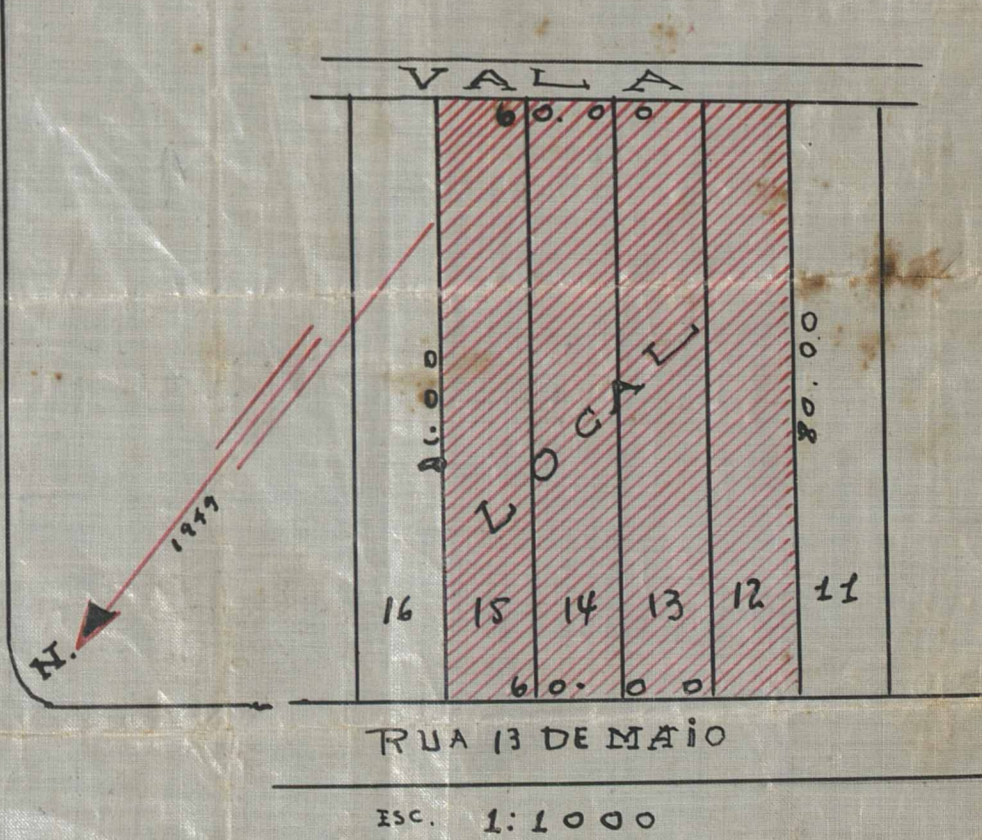 VALA
60.00
81.00
80.00
LOCAL
1949
N.
16 15 14 13 12 11
60.00
RUA 13 DE MAIO
ESC. 1:1000